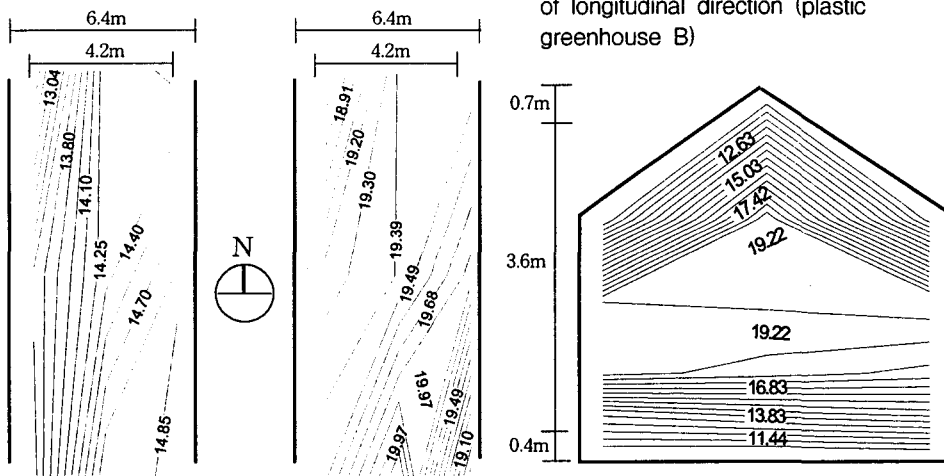 of longitudinal direction (plastic
greenhouse B)
6.4m
4.2m
13.04
13.80
14.10
14.25
14.40
14.70
14.85
N
6.4m
4.2m
18.91
19.20
19.30
19.39
19.49
19.68
19.97
19.97
19.49
19.10
0.7m
3.6m
0.4m
12.63
15.03
17.42
19.22
19.22
16.83
13.83
11.44